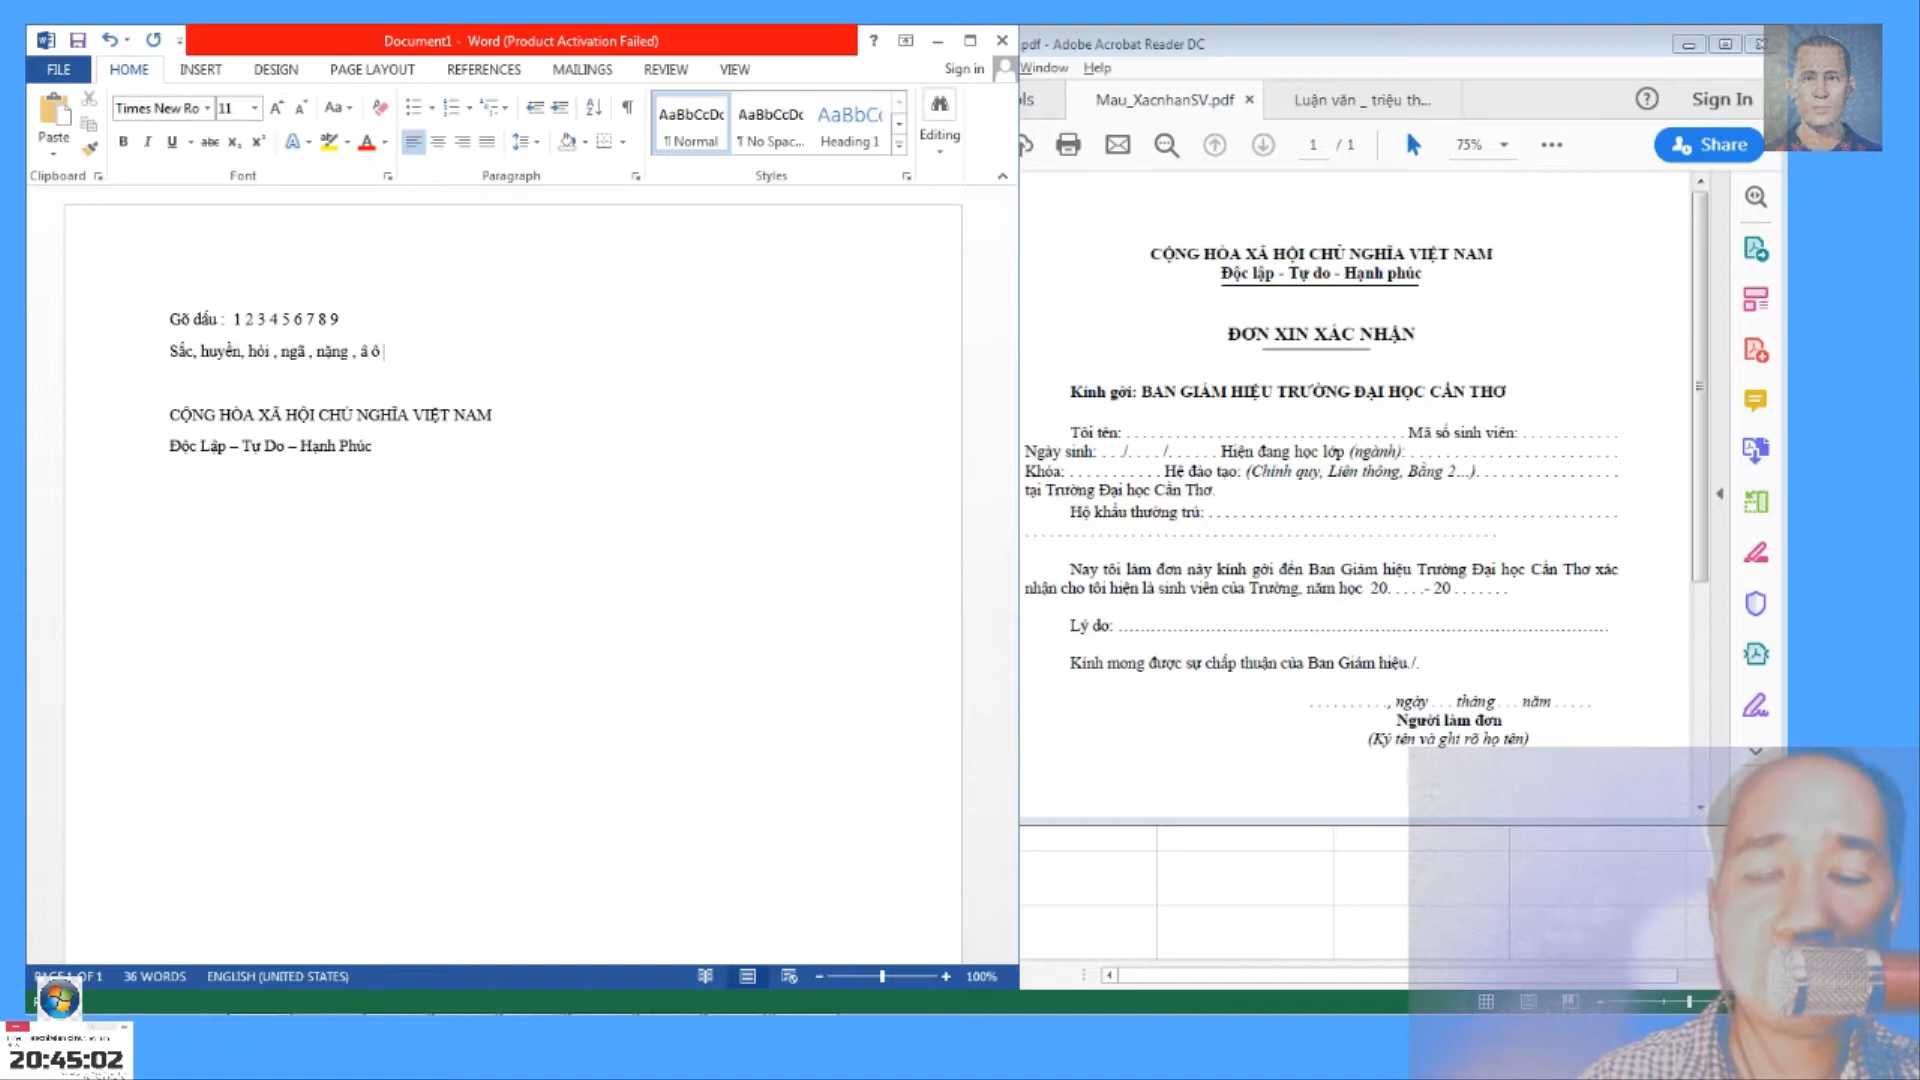 Document1 - Word (Product Activation Failed)
FILE HOME INSERT DESIGN PAGE LAYOUT REFERENCES MAILINGS REVIEW VIEW Sign in
Times New Ro 11 Aa
Paste
AaBbCcDc AaBbCcDc AaBbC
¶ Normal ¶ No Spac... Heading 1
Editing
Clipboard Font Paragraph Styles
Gõ dấu : 1 2 3 4 5 6 7 8 9
Sắc, huyền, hỏi , ngã , nặng , â ô
CỘNG HÒA XÃ HỘI CHỦ NGHĨA VIỆT NAM
Độc Lập – Tự Do – Hạnh Phúc
PAGE 1 OF 1 36 WORDS ENGLISH (UNITED STATES) 100%
20:45:02
.pdf - Adobe Acrobat Reader DC
Window Help
Mau_XacnhanSV.pdf Luận văn _ triệu th... Sign In
1 / 1 75% Share
CỘNG HÒA XÃ HỘI CHỦ NGHĨA VIỆT NAM
Độc lập - Tự do - Hạnh phúc
ĐƠN XIN XÁC NHẬN
Kính gởi: BAN GIÁM HIỆU TRƯỜNG ĐẠI HỌC CẦN THƠ
Tôi tên: . . . . . . . . . . Mã số sinh viên: . . . . . . . . . .
Ngày sinh: . . ./. . . . /. . . . . . Hiện đang học lớp (ngành): . . . . . . . . . .
Khóa: . . . . . . . . . . Hệ đào tạo: (Chính quy, Liên thông, Bằng 2...). . . . . . . . . .
tại Trường Đại học Cần Thơ.
Hộ khẩu thường trú: . . . . . . . . . .
Nay tôi làm đơn này kính gởi đến Ban Giám hiệu Trường Đại học Cần Thơ xác
nhận cho tôi hiện là sinh viên của Trường, năm học 20. . . . .- 20 . . . . . . .
Lý do: ..........
Kính mong được sự chấp thuận của Ban Giám hiệu./.
. . . . . . . . . ., ngày . . . tháng . . . năm . . . . .
Người làm đơn
(Ký tên và ghi rõ họ tên)